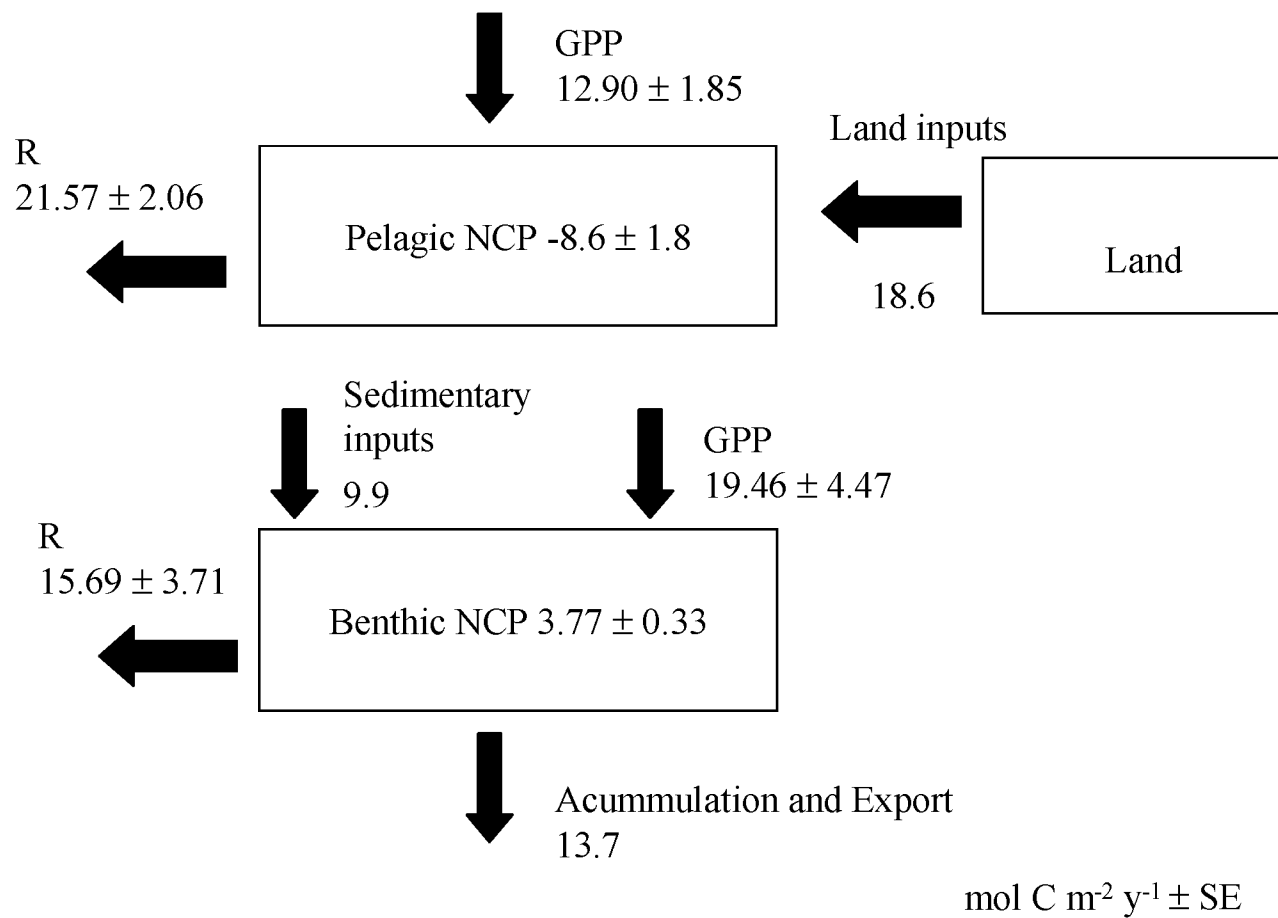 GPP
12.90 ± 1.85
Land inputs
R
21.57 ± 2.06
Pelagic NCP -8.6 ± 1.8
Land
18.6
Sedimentary
inputs
9.9
GPP
19.46 ± 4.47
R
15.69 ± 3.71
Benthic NCP 3.77 ± 0.33
Acummulation and Export
13.7
mol C m⁻² y⁻¹ ± SE